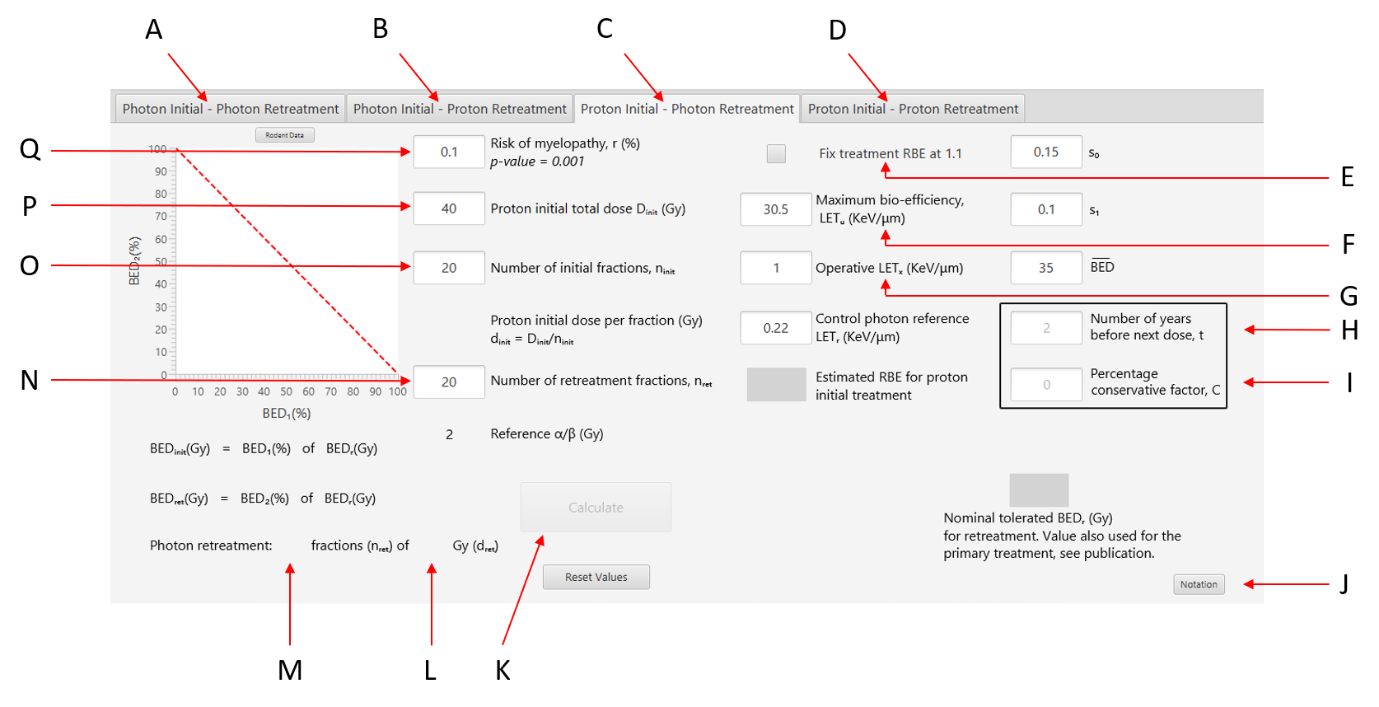 A
B
C
D
Photon Initial - Photon Retreatment
Photon Initial - Proton Retreatment
Proton Initial - Photon Retreatment
Proton Initial - Proton Retreatment
Rodent Data
Q
P
O
N
BED₂(%)
100
90
80
70
60
50
40
30
20
10
0
0 10 20 30 40 50 60 70 80 90 100
BED₁(%)
0.1
Risk of myelopathy, r (%)
p-value = 0.001
40
Proton initial total dose Dᵢₙᵢₜ (Gy)
20
Number of initial fractions, nᵢₙᵢₜ
Proton initial dose per fraction (Gy)
dᵢₙᵢₜ = Dᵢₙᵢₜ/nᵢₙᵢₜ
20
Number of retreatment fractions, nᵣₑₜ
2
Reference α/β (Gy)
Fix treatment RBE at 1.1
30.5
Maximum bio-efficiency,
LETᵤ (KeV/μm)
1
Operative LETₓ (KeV/μm)
0.22
Control photon reference
LETᵣ (KeV/μm)
Estimated RBE for proton
initial treatment
0.15
s₀
0.1
s₁
35
B̅E̅D̅
2
Number of years
before next dose, t
0
Percentage
conservative factor, C
E
F
G
H
I
J
BEDᵢₙᵢₜ(Gy) = BED₁(%) of BEDᵣ(Gy)
BEDᵣₑₜ(Gy) = BED₂(%) of BEDᵣ(Gy)
Photon retreatment: fractions (nᵣₑₜ) of Gy (dᵣₑₜ)
Calculate
Reset Values
Nominal tolerated BED, (Gy)
for retreatment. Value also used for the
primary treatment, see publication.
Notation
M
L
K